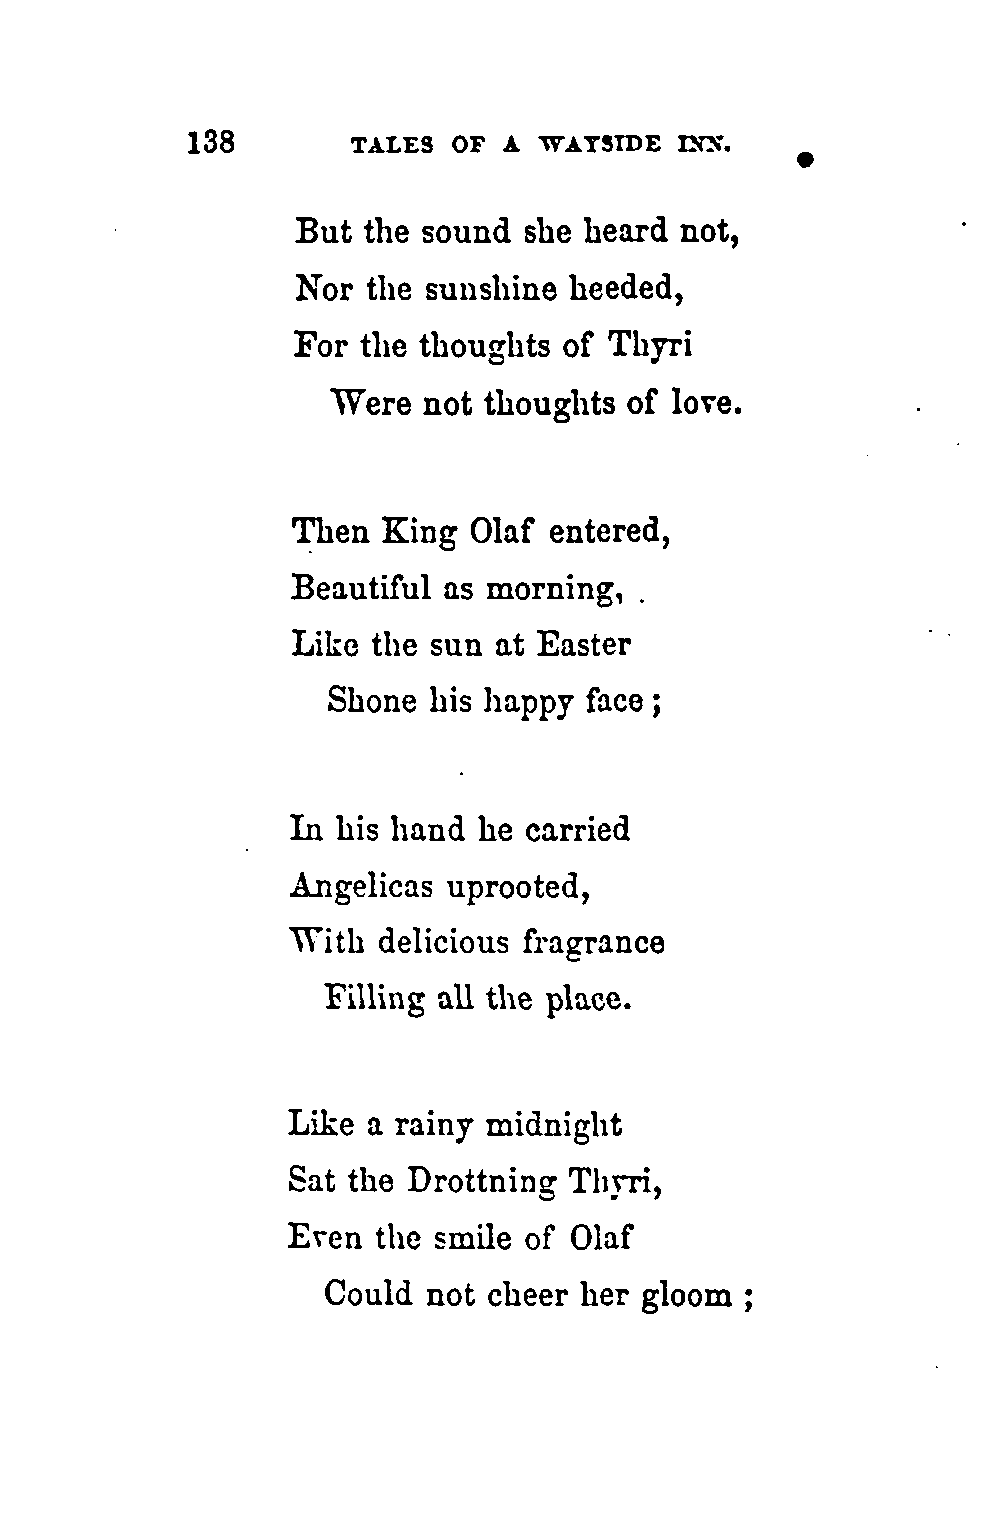 138 TALES OF A WAYSIDE INN.
But the sound she heard not,
Nor the sunshine heeded,
For the thoughts of Thyri
Were not thoughts of love.
Then King Olaf entered,
Beautiful as morning,
Like the sun at Easter
Shone his happy face;
In his hand he carried
Angelicas uprooted,
With delicious fragrance
Filling all the place.
Like a rainy midnight
Sat the Drottning Thyri,
Even the smile of Olaf
Could not cheer her gloom;